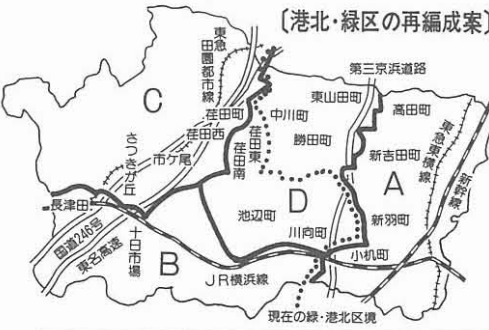 〔港北・緑区の再編成案〕
東急
田園都市線
第三京浜道路
C
荏田町
荏田西
中川町
東山田町
高田町
勝田町
荏田東
荏田南
さつきが丘
市ケ尾
新吉田町
東急東横線
新幹線
A
D
長津田
池辺町
新羽町
国道246号
東名高速
十日市場
川向町
小机町
B
JR横浜線
現在の緑・港北区境